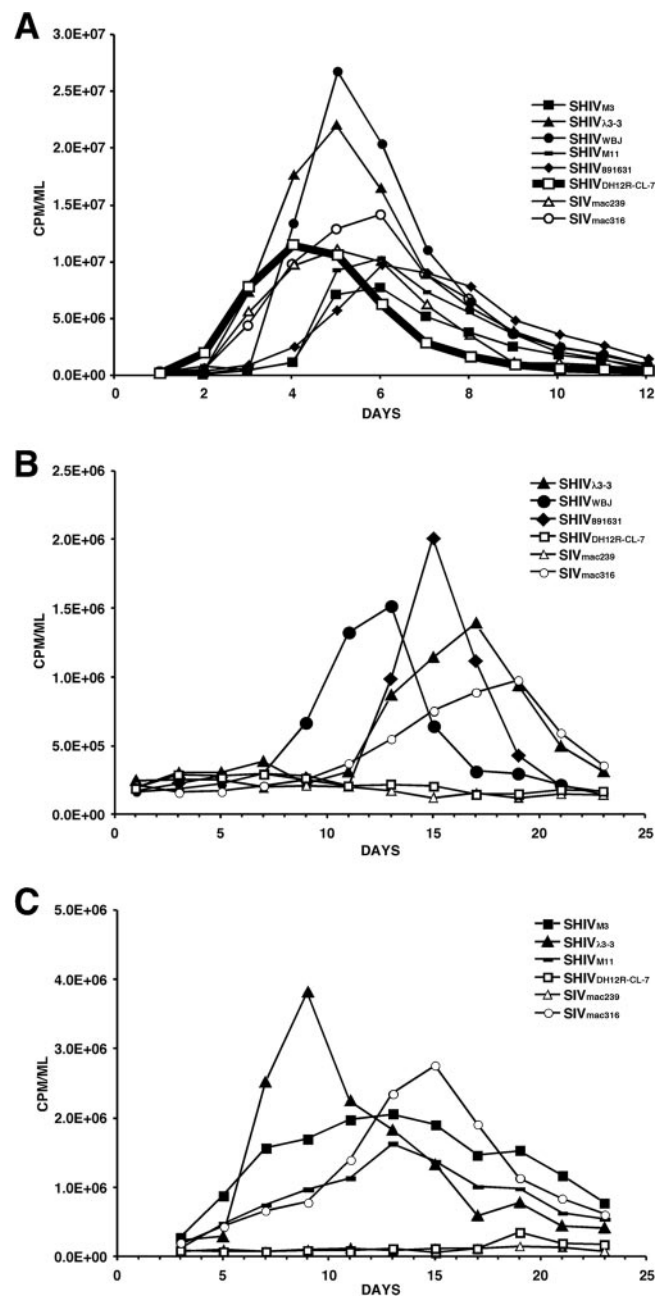 A
3.0E+07
2.5E+07
2.0E+07
1.5E+07
1.0E+07
5.0E+06
0.0E+00
CPM/ML
0 2 4 6 8 10 12
DAYS
SHIVM3
SHIVλ3-3
SHIVWBJ
SHIVM11
SHIV891631
SHIVDH12R-CL-7
SIVmac239
SIVmac316
B
2.5E+06
2.0E+06
1.5E+06
1.0E+06
5.0E+05
0.0E+00
CPM/ML
0 5 10 15 20 25
DAYS
SHIVλ3-3
SHIVWBJ
SHIV891631
SHIVDH12R-CL-7
SIVmac239
SIVmac316
C
5.0E+06
4.0E+06
3.0E+06
2.0E+06
1.0E+06
0.0E+00
CPM/ML
0 5 10 15 20 25
DAYS
SHIVM3
SHIVλ3-3
SHIVM11
SHIVDH12R-CL-7
SIVmac239
SIVmac316